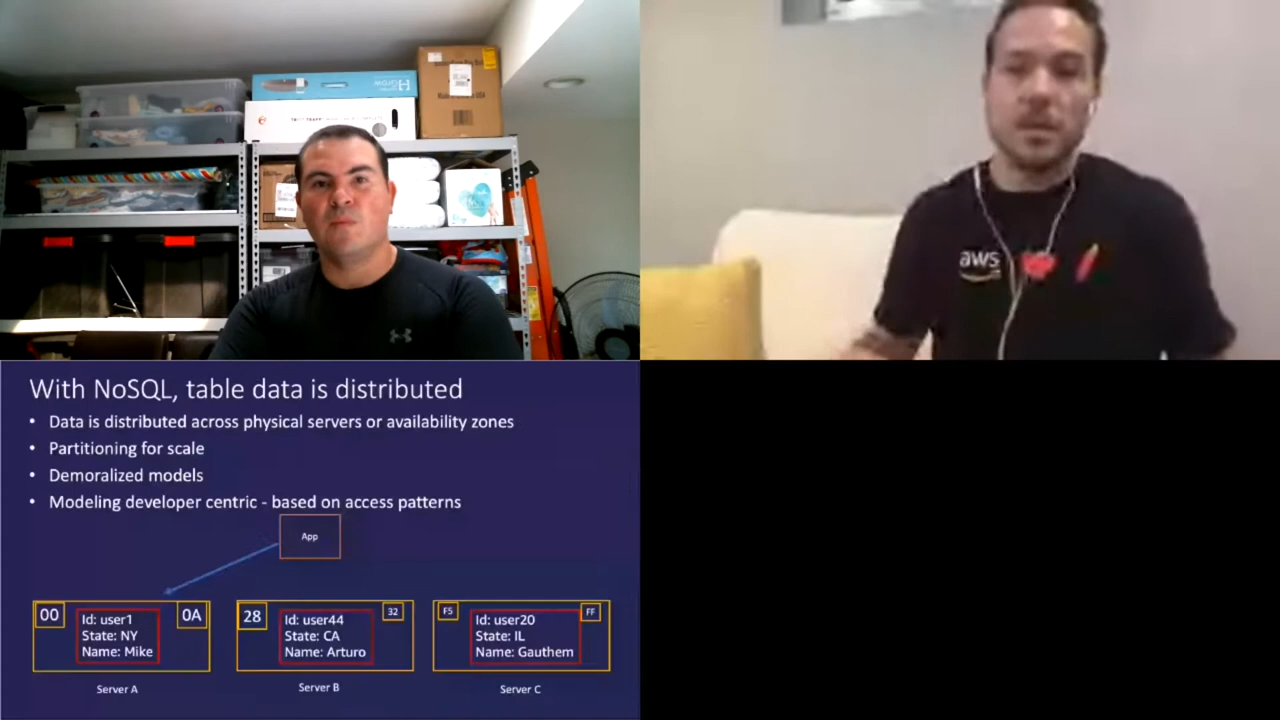 aws
With NoSQL, table data is distributed
• Data is distributed across physical servers or availability zones
• Partitioning for scale
• Demoralized models
• Modeling developer centric - based on access patterns
App
00
0A
Id: user1
State: NY
Name: Mike
28
32
Id: user44
State: CA
Name: Arturo
F5
FF
Id: user20
State: IL
Name: Gauthem
Server A
Server B
Server C